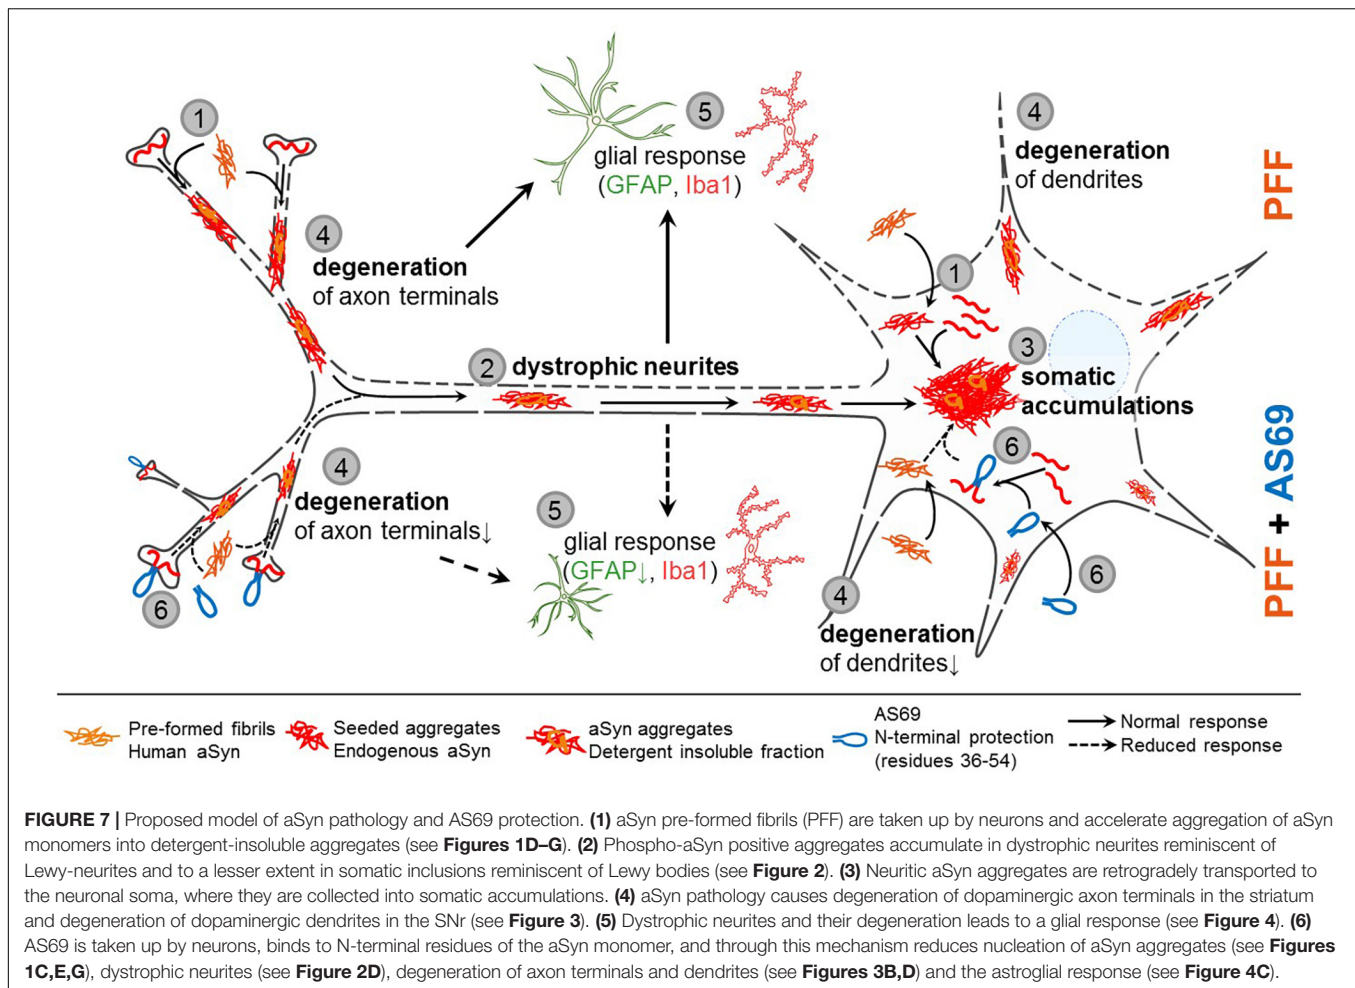 1
5
glial response
(GFAP, Iba1)
4
degeneration
of dendrites
PFF
4
degeneration
of axon terminals
1
2 dystrophic neurites
3
somatic
accumulations
4
degeneration
of axon terminals↓
6
5
glial response
(GFAP↓, Iba1)
6
6
4
degeneration
of dendrites↓
PFF + AS69
Pre-formed fibrils
Human aSyn
Seeded aggregates
Endogenous aSyn
aSyn aggregates
Detergent insoluble fraction
AS69
N-terminal protection
(residues 36-54)
Normal response
Reduced response
FIGURE 7 | Proposed model of aSyn pathology and AS69 protection. (1) aSyn pre-formed fibrils (PFF) are taken up by neurons and accelerate aggregation of aSyn
monomers into detergent-insoluble aggregates (see Figures 1D–G). (2) Phospho-aSyn positive aggregates accumulate in dystrophic neurites reminiscent of
Lewy-neurites and to a lesser extent in somatic inclusions reminiscent of Lewy bodies (see Figure 2). (3) Neuritic aSyn aggregates are retrogradely transported to
the neuronal soma, where they are collected into somatic accumulations. (4) aSyn pathology causes degeneration of dopaminergic axon terminals in the striatum
and degeneration of dopaminergic dendrites in the SNr (see Figure 3). (5) Dystrophic neurites and their degeneration leads to a glial response (see Figure 4). (6)
AS69 is taken up by neurons, binds to N-terminal residues of the aSyn monomer, and through this mechanism reduces nucleation of aSyn aggregates (see Figures
1C,E,G), dystrophic neurites (see Figure 2D), degeneration of axon terminals and dendrites (see Figures 3B,D) and the astroglial response (see Figure 4C).